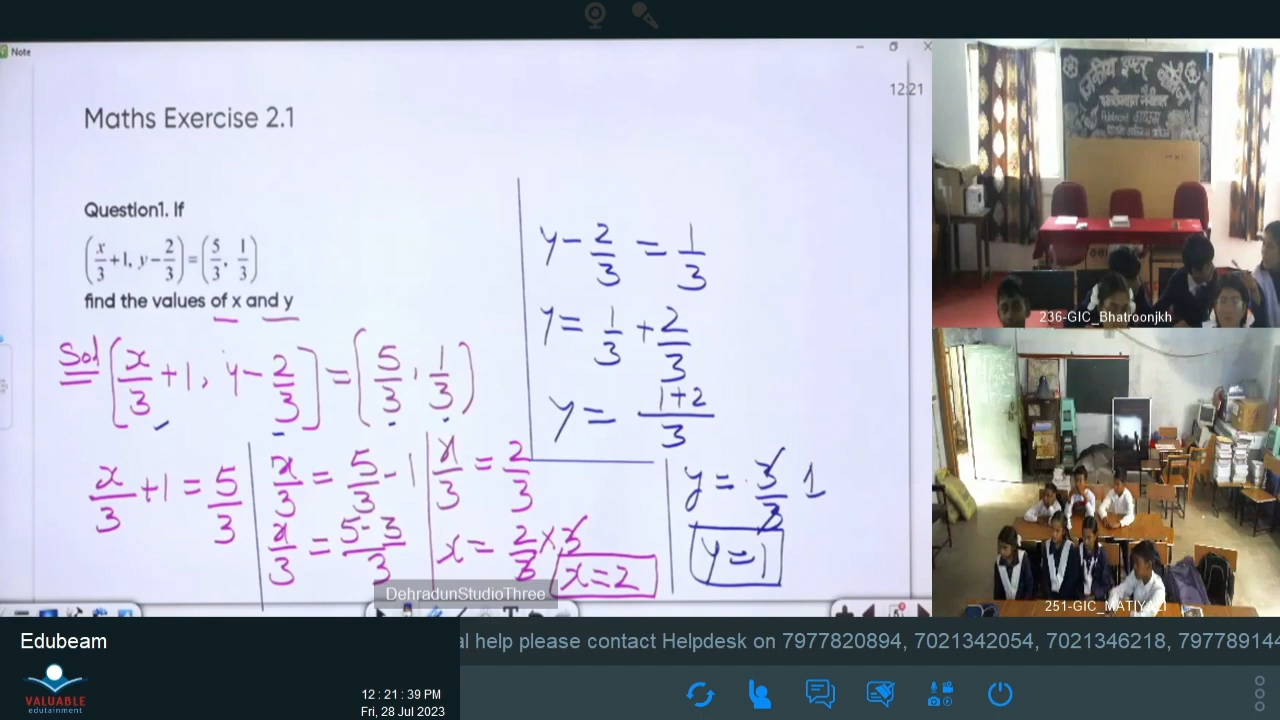 Note
12:21
Maths Exercise 2.1
Question1. If
(x/3 + 1, y - 2/3) = (5/3, 1/3)
find the values of x and y
Sol [x/3 + 1, y - 2/3] = (5/3, 1/3)
x/3 + 1 = 5/3
x/3 = 5/3 - 1
x/3 = 5-3/3
x/3 = 2/3
x = 2/3 × 3
x = 2
y - 2/3 = 1/3
y = 1/3 + 2/3
y = 1+2/3
y = 3/3 1
y = 1
DehradunStudioThree
236-GIC_Bhatroonjkh
251-GIC_MATIYALI
Edubeam
al help please contact Helpdesk on 7977820894, 7021342054, 7021346218, 797789144
VALUABLE
edutainment
12 : 21 : 39 PM
Fri, 28 Jul 2023